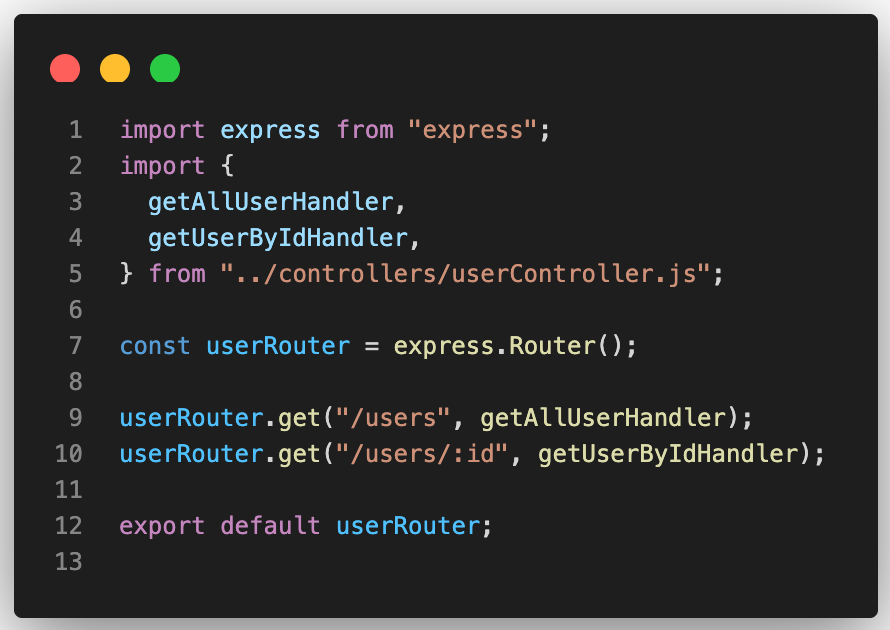 1 import express from "express";
2 import {
3   getAllUserHandler,
4   getUserByIdHandler,
5 } from "../controllers/userController.js";
6
7 const userRouter = express.Router();
8
9 userRouter.get("/users", getAllUserHandler);
10 userRouter.get("/users/:id", getUserByIdHandler);
11
12 export default userRouter;
13